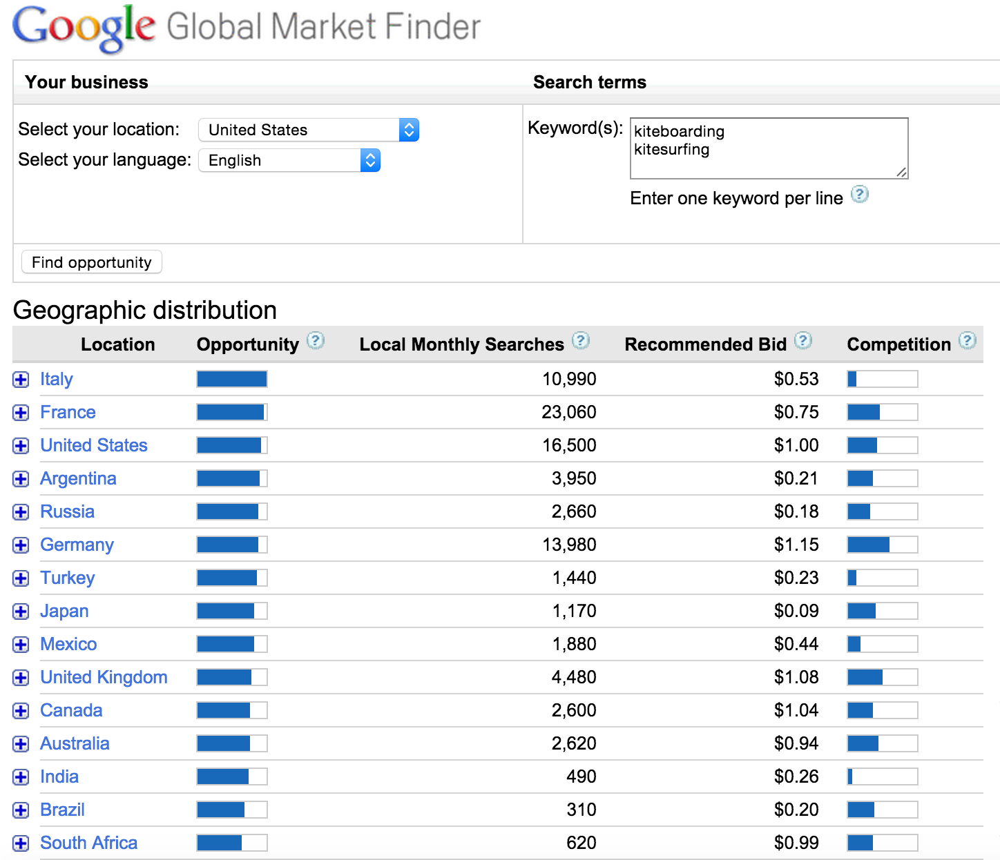 Google Global Market Finder
Your business Search terms
Select your location: United States Keyword(s): kiteboarding
kitesurfing
Select your language: English
Enter one keyword per line ?
Find opportunity
Geographic distribution
Location Opportunity ? Local Monthly Searches ? Recommended Bid ? Competition ?
Italy 10,990 $0.53
France 23,060 $0.75
United States 16,500 $1.00
Argentina 3,950 $0.21
Russia 2,660 $0.18
Germany 13,980 $1.15
Turkey 1,440 $0.23
Japan 1,170 $0.09
Mexico 1,880 $0.44
United Kingdom 4,480 $1.08
Canada 2,600 $1.04
Australia 2,620 $0.94
India 490 $0.26
Brazil 310 $0.20
South Africa 620 $0.99